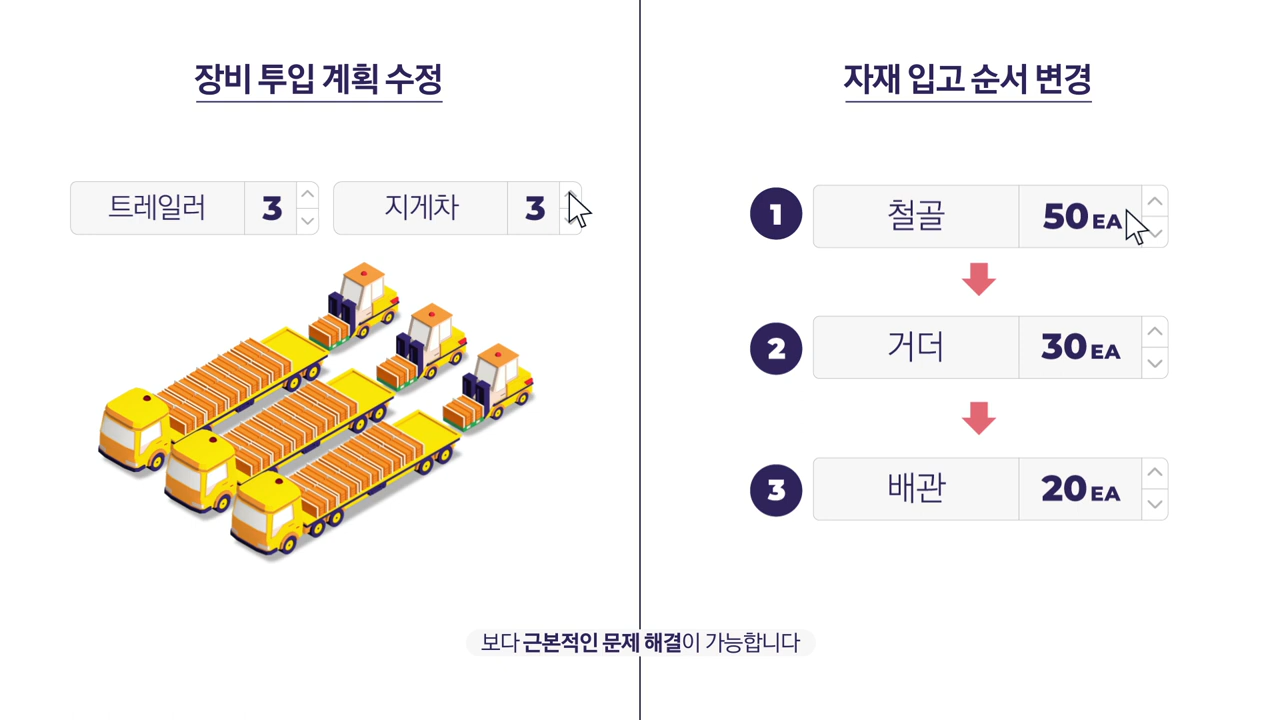 장비 투입 계획 수정
트레일러 3
지게차 3
자재 입고 순서 변경
1 철골 50 EA
2 거더 30 EA
3 배관 20 EA
보다 근본적인 문제 해결이 가능합니다